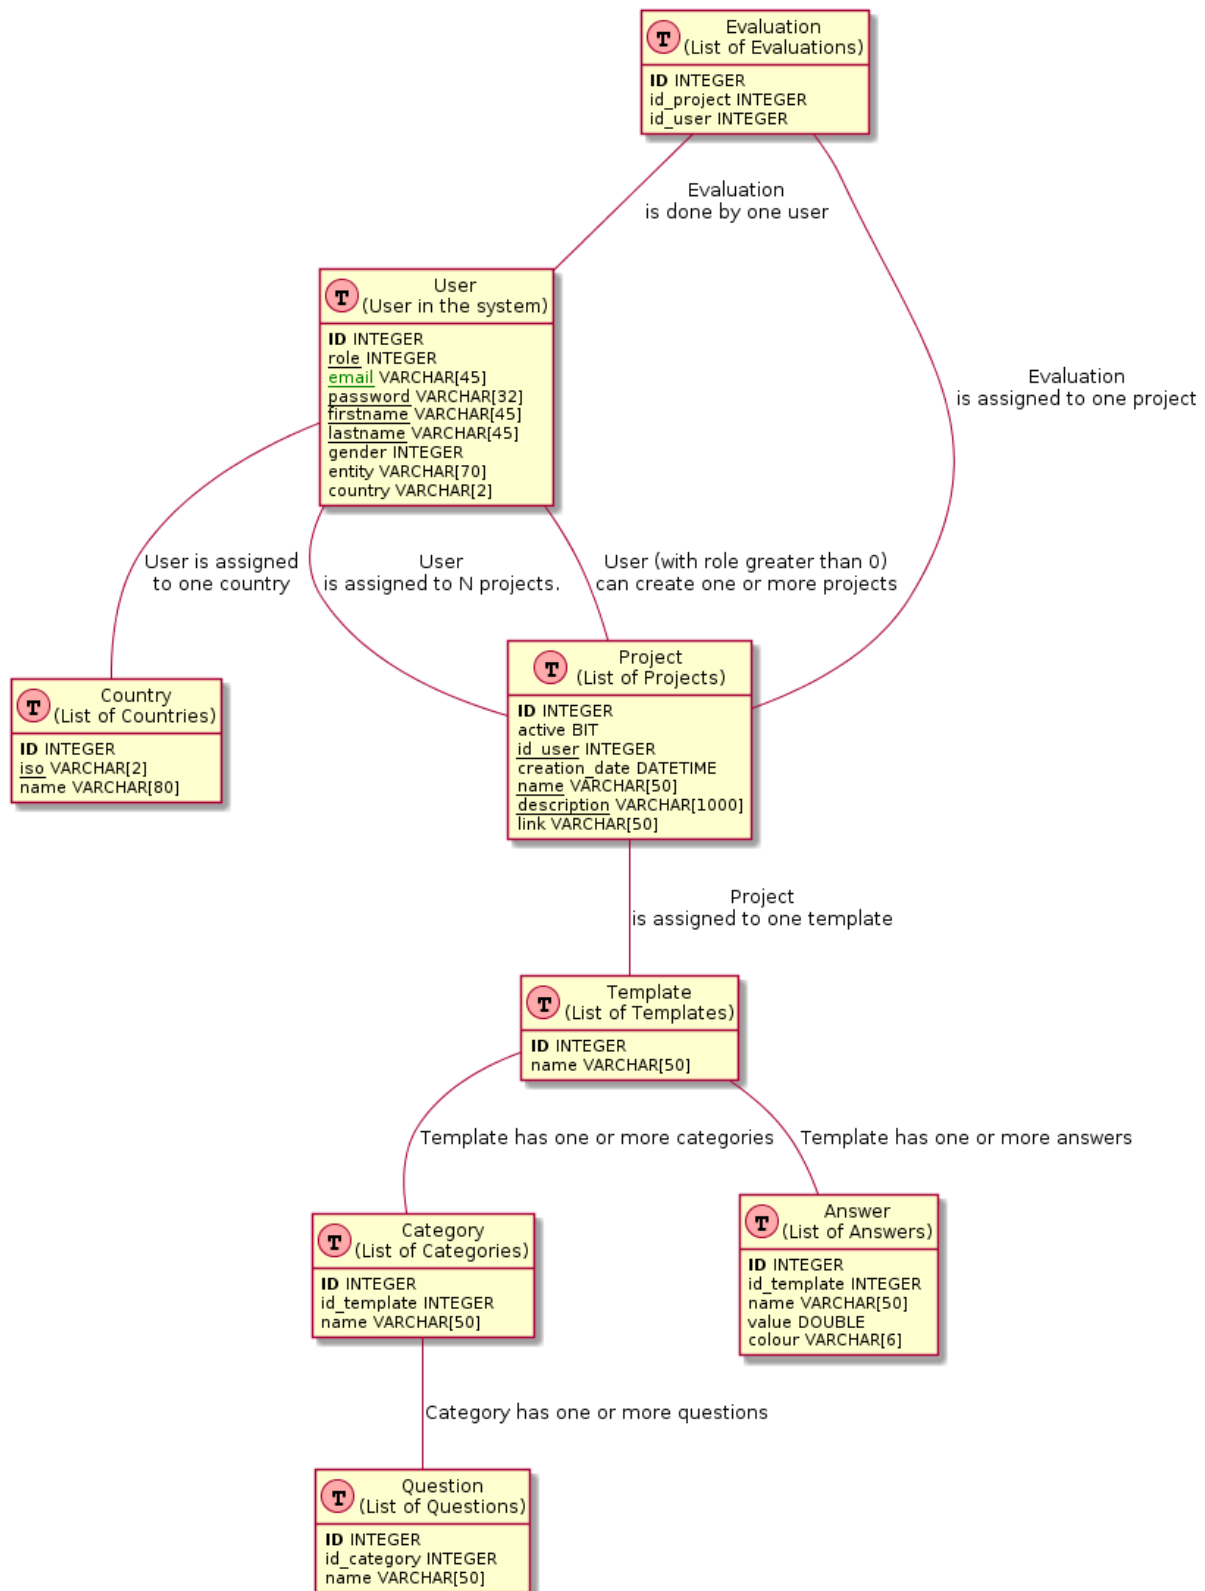 T
Evaluation
(List of Evaluations)
ID INTEGER
id_project INTEGER
id_user INTEGER
Evaluation
is done by one user
T
User
(User in the system)
ID INTEGER
role INTEGER
email VARCHAR[45]
password VARCHAR[32]
firstname VARCHAR[45]
lastname VARCHAR[45]
gender INTEGER
entity VARCHAR[70]
country VARCHAR[2]
Evaluation
is assigned to one project
User is assigned
to one country
User
is assigned to N projects.
User (with role greater than 0)
can create one or more projects
T
Country
(List of Countries)
ID INTEGER
iso VARCHAR[2]
name VARCHAR[80]
T
Project
(List of Projects)
ID INTEGER
active BIT
id_user INTEGER
creation_date DATETIME
name VARCHAR[50]
description VARCHAR[1000]
link VARCHAR[50]
Project
is assigned to one template
T
Template
(List of Templates)
ID INTEGER
name VARCHAR[50]
Template has one or more categories
Template has one or more answers
T
Category
(List of Categories)
ID INTEGER
id_template INTEGER
name VARCHAR[50]
T
Answer
(List of Answers)
ID INTEGER
id_template INTEGER
name VARCHAR[50]
value DOUBLE
colour VARCHAR[6]
Category has one or more questions
T
Question
(List of Questions)
ID INTEGER
id_category INTEGER
name VARCHAR[50]